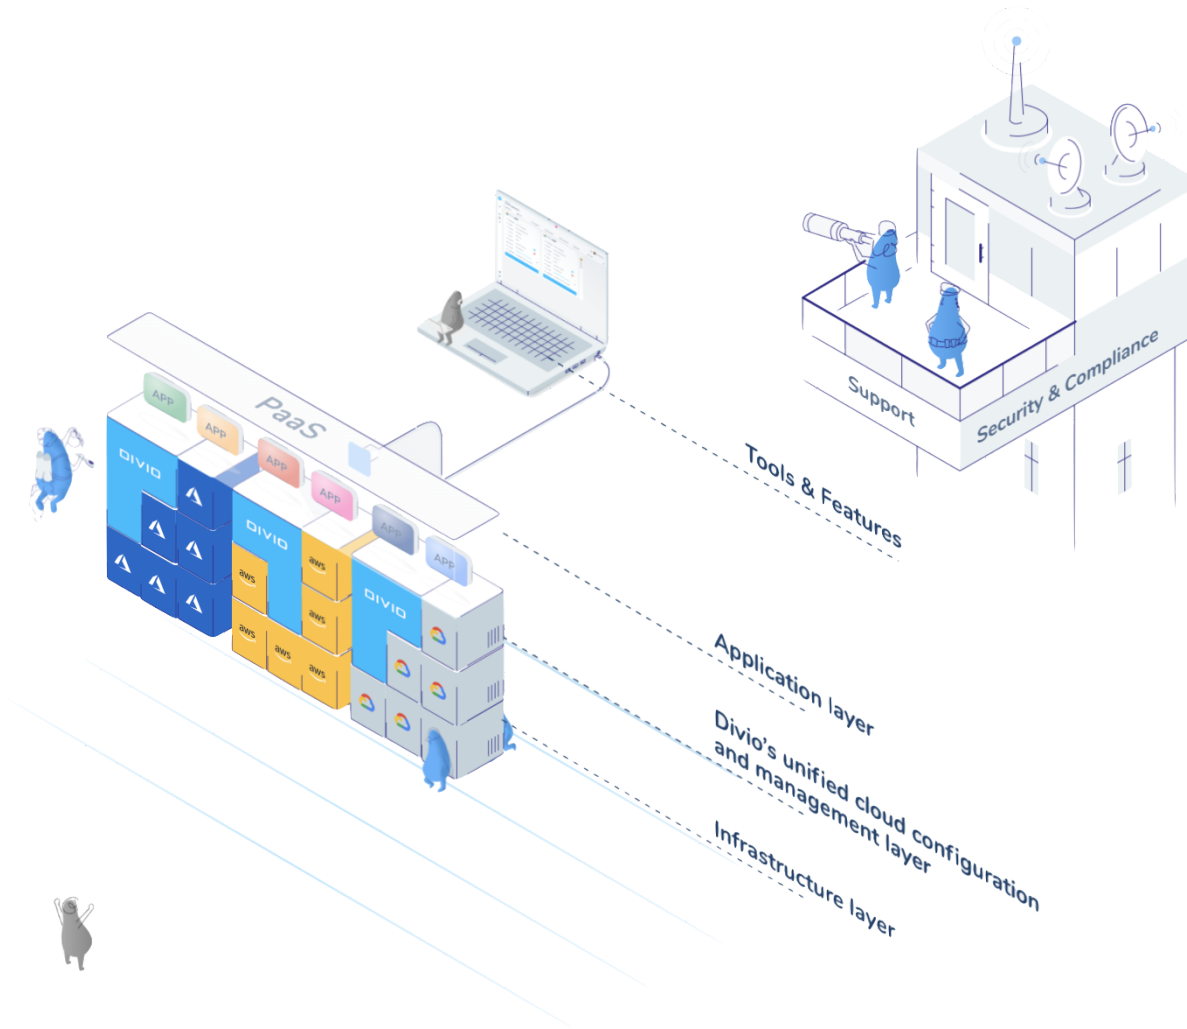 Support
Security & Compliance
Tools & Features
PaaS
APP
APP
APP
APP
APP
APP
DIVIO
DIVIO
DIVIO
aws
aws
aws
aws
aws
aws
Application layer
Divio's unified cloud configuration
and management layer
Infrastructure layer